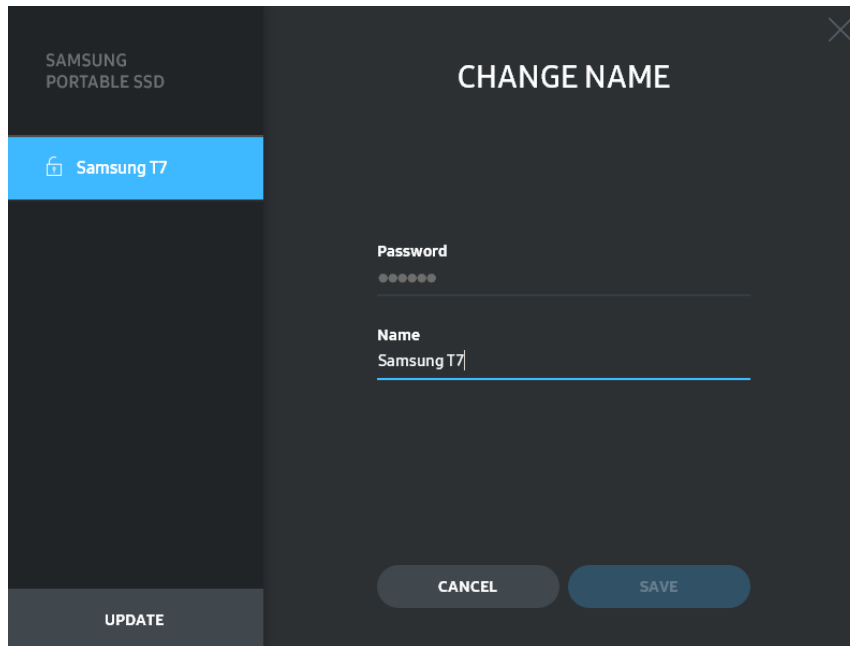 SAMSUNG
PORTABLE SSD
Samsung T7
UPDATE
CHANGE NAME
Password
●●●●●●
Name
Samsung T7
CANCEL
SAVE